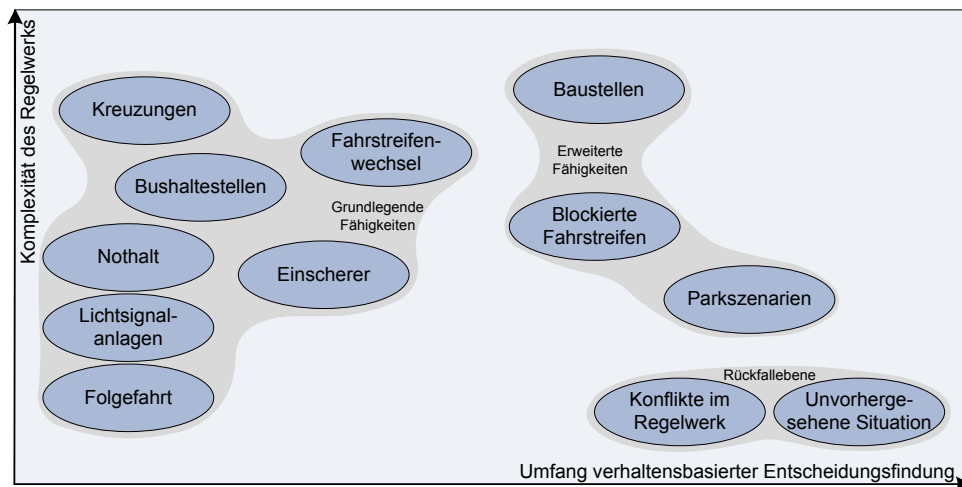 Komplexität des Regelwerks
Kreuzungen
Bushaltestellen
Fahrstreifen-
wechsel
Grundlegende
Fähigkeiten
Nothalt
Einscherer
Lichtsignal-
anlagen
Folgefahrt
Baustellen
Erweiterte
Fähigkeiten
Blockierte
Fahrstreifen
Parkszenarien
Rückfallebene
Konflikte im
Regelwerk
Unvorherge-
sehene Situation
Umfang verhaltensbasierter Entscheidungsfindung